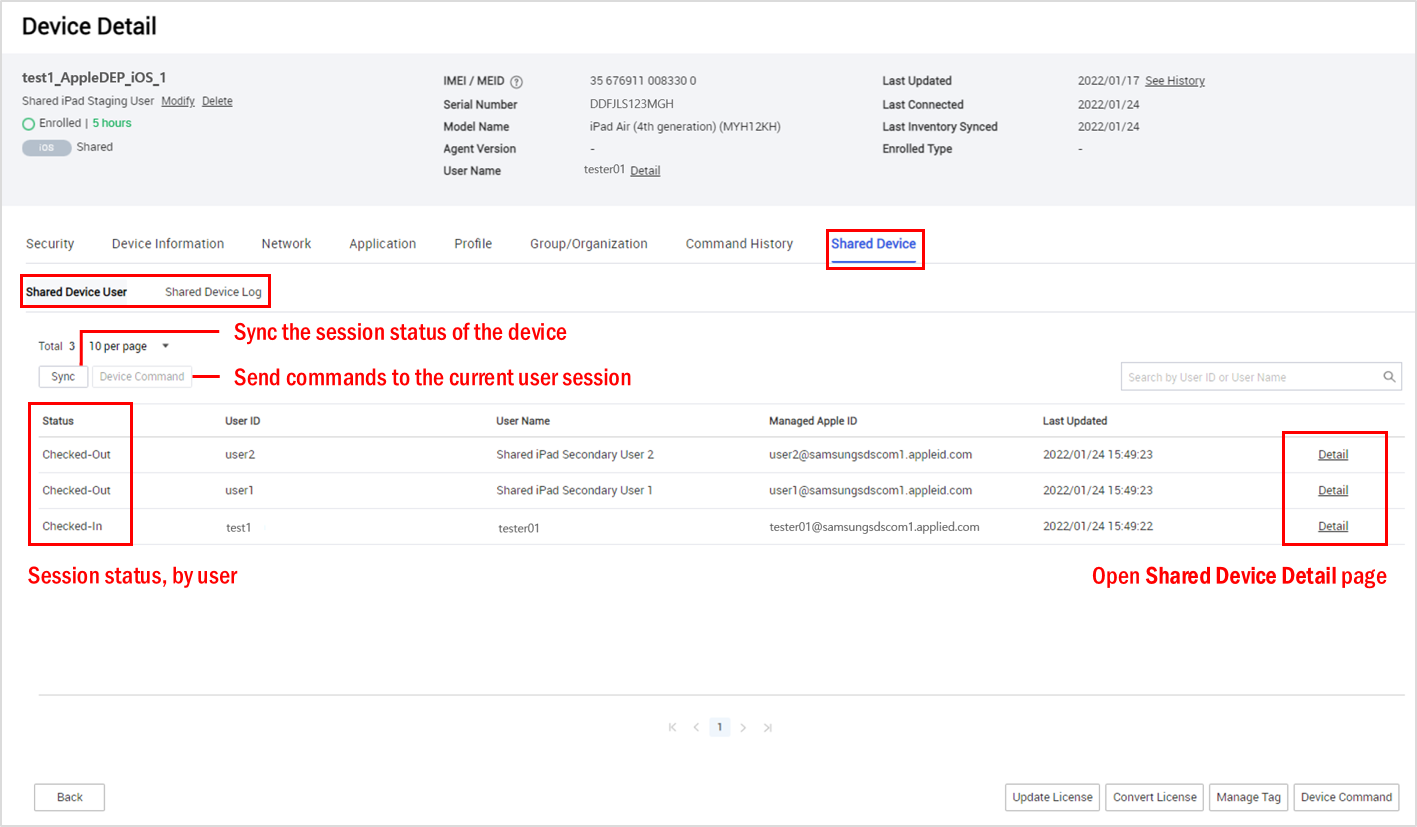 Device Detail
test1_AppleDEP_iOS_1
Shared iPad Staging User Modify Delete
Enrolled | 5 hours
iOS Shared
IMEI / MEID ? 35 676911 008330 0
Serial Number DDFJLS123MGH
Model Name iPad Air (4th generation) (MYH12KH)
Agent Version -
User Name tester01 Detail
Last Updated 2022/01/17 See History
Last Connected 2022/01/24
Last Inventory Synced 2022/01/24
Enrolled Type -
Security Device Information Network Application Profile Group/Organization Command History Shared Device
Shared Device User Shared Device Log
Sync the session status of the device
Total 3 10 per page
Sync Device Command Send commands to the current user session Search by User ID or User Name
Status User ID User Name Managed Apple ID Last Updated
Checked-Out user2 Shared iPad Secondary User 2 user2@samsungsdscom1.appleid.com 2022/01/24 15:49:23 Detail
Checked-Out user1 Shared iPad Secondary User 1 user1@samsungsdscom1.appleid.com 2022/01/24 15:49:23 Detail
Checked-In test1 tester01 tester01@samsungsdscom1.applied.com 2022/01/24 15:49:22 Detail
Session status, by user Open Shared Device Detail page
1
Back Update License Convert License Manage Tag Device Command